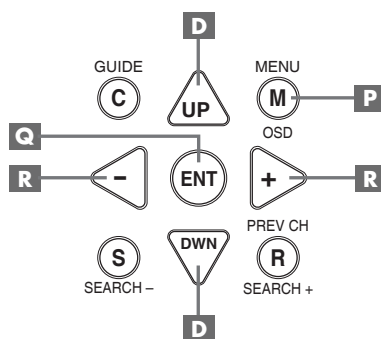 D
GUIDE
MENU
C
UP
M
P
OSD
Q
R
-
ENT
+
R
PREV CH
S
DWN
R
SEARCH –
SEARCH +
D